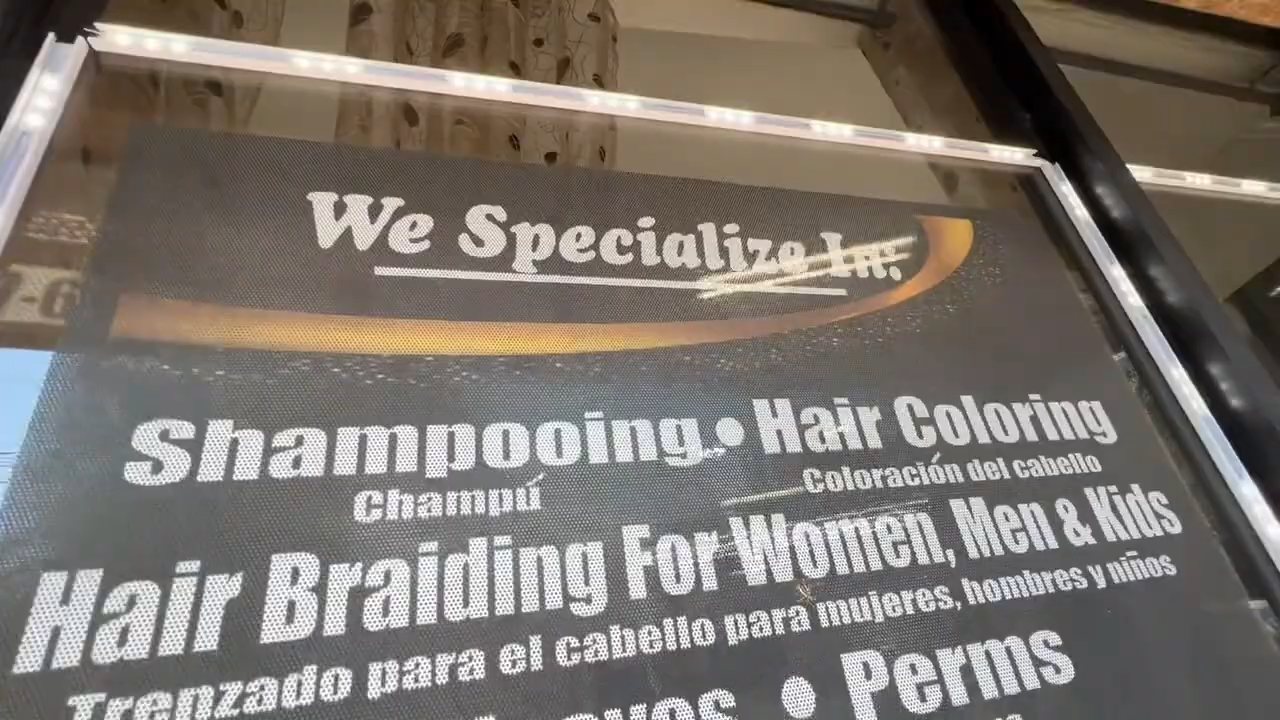 We Specialize In:
Shampooing • Hair Coloring
Champú Coloración del cabello
Hair Braiding For Women, Men & Kids
Trenzado para el cabello para mujeres, hombres y niños
• Perms